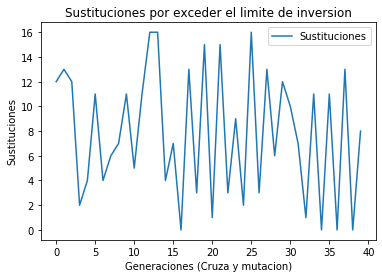 Sustituciones por exceder el limite de inversion
Sustituciones
16
14
12
10
8
6
4
2
0
Sustituciones
0 5 10 15 20 25 30 35 40
Generaciones (Cruza y mutacion)